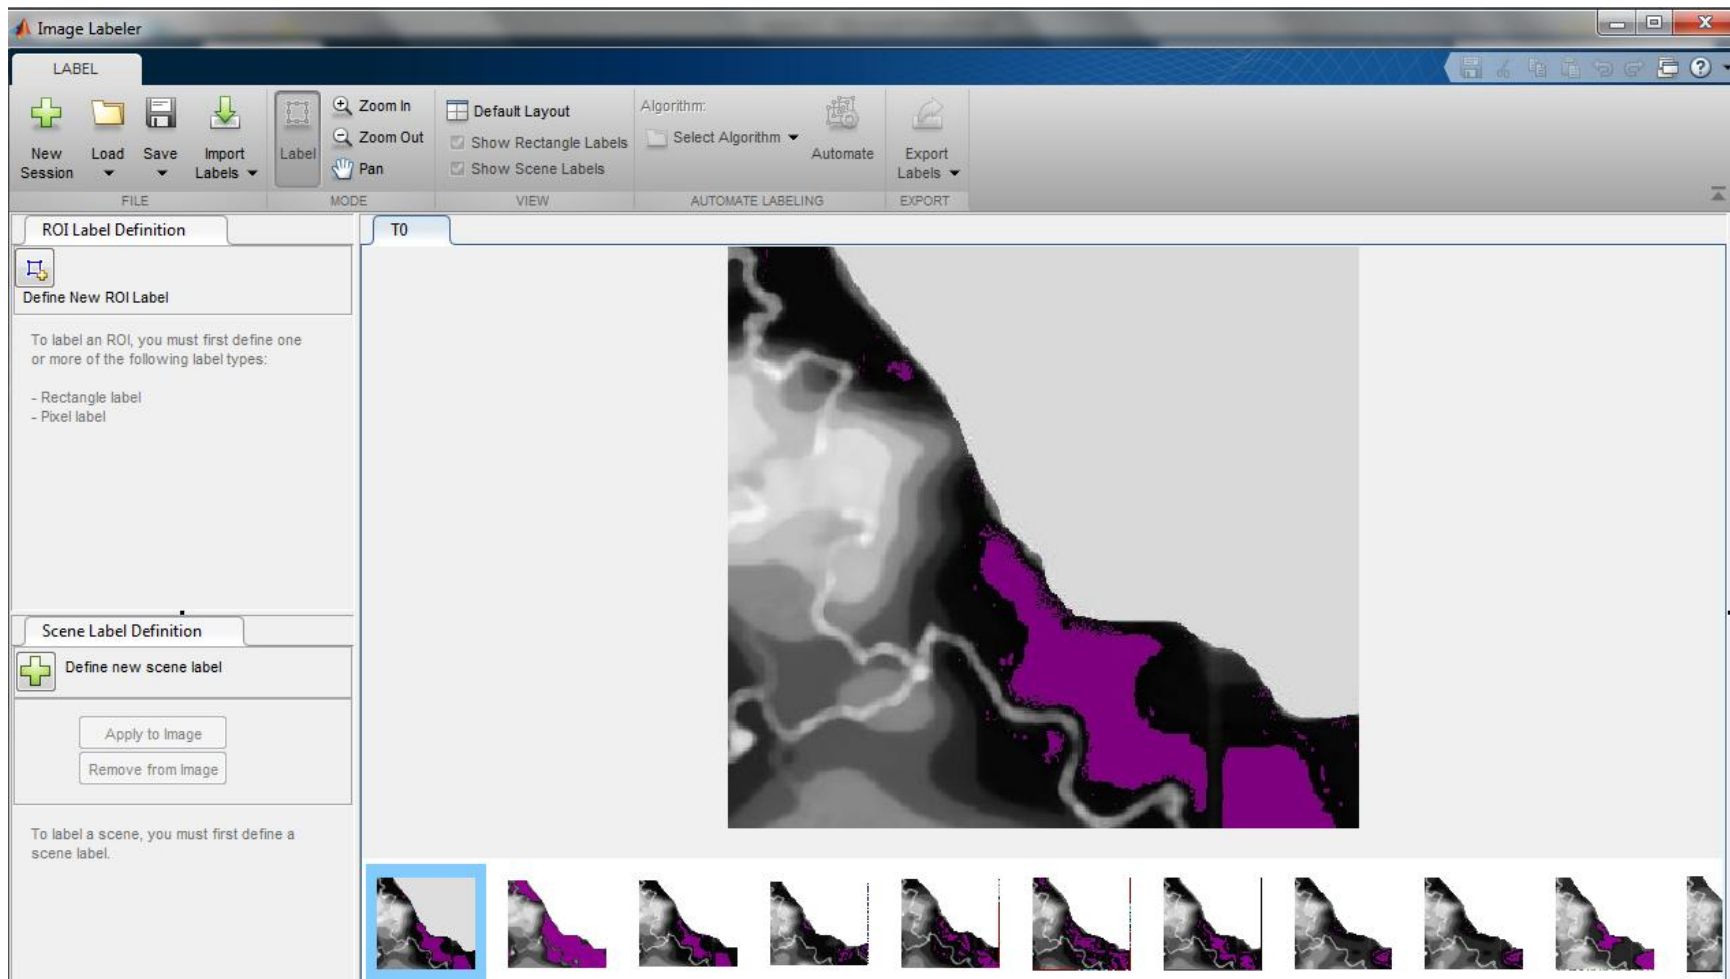 Image Labeler
LABEL
New
Session
Load
Save
Import
Labels
Label
Zoom In
Zoom Out
Pan
Default Layout
Show Rectangle Labels
Show Scene Labels
Algorithm:
Select Algorithm
Automate
Export
Labels
FILE
MODE
VIEW
AUTOMATE LABELING
EXPORT
ROI Label Definition
Define New ROI Label
To label an ROI, you must first define one
or more of the following label types:
- Rectangle label
- Pixel label
Scene Label Definition
Define new scene label
Apply to Image
Remove from Image
To label a scene, you must first define a
scene label.
T0